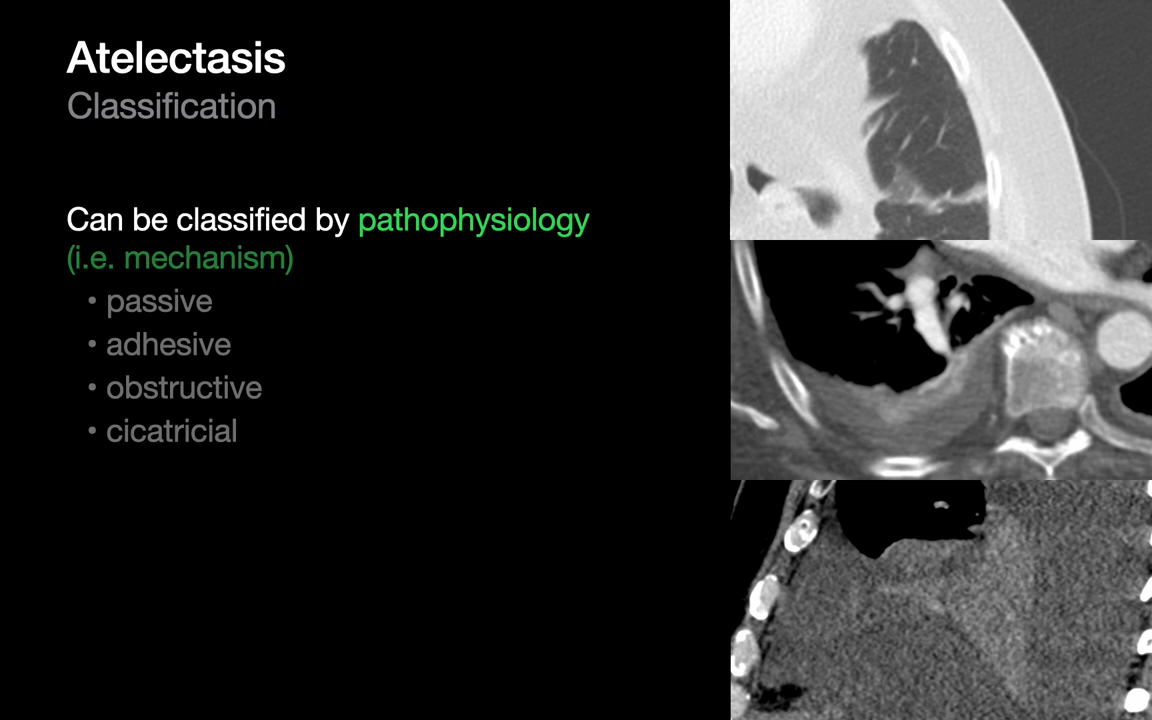 Atelectasis
Classification
Can be classified by pathophysiology
(i.e. mechanism)
• passive
• adhesive
• obstructive
• cicatricial